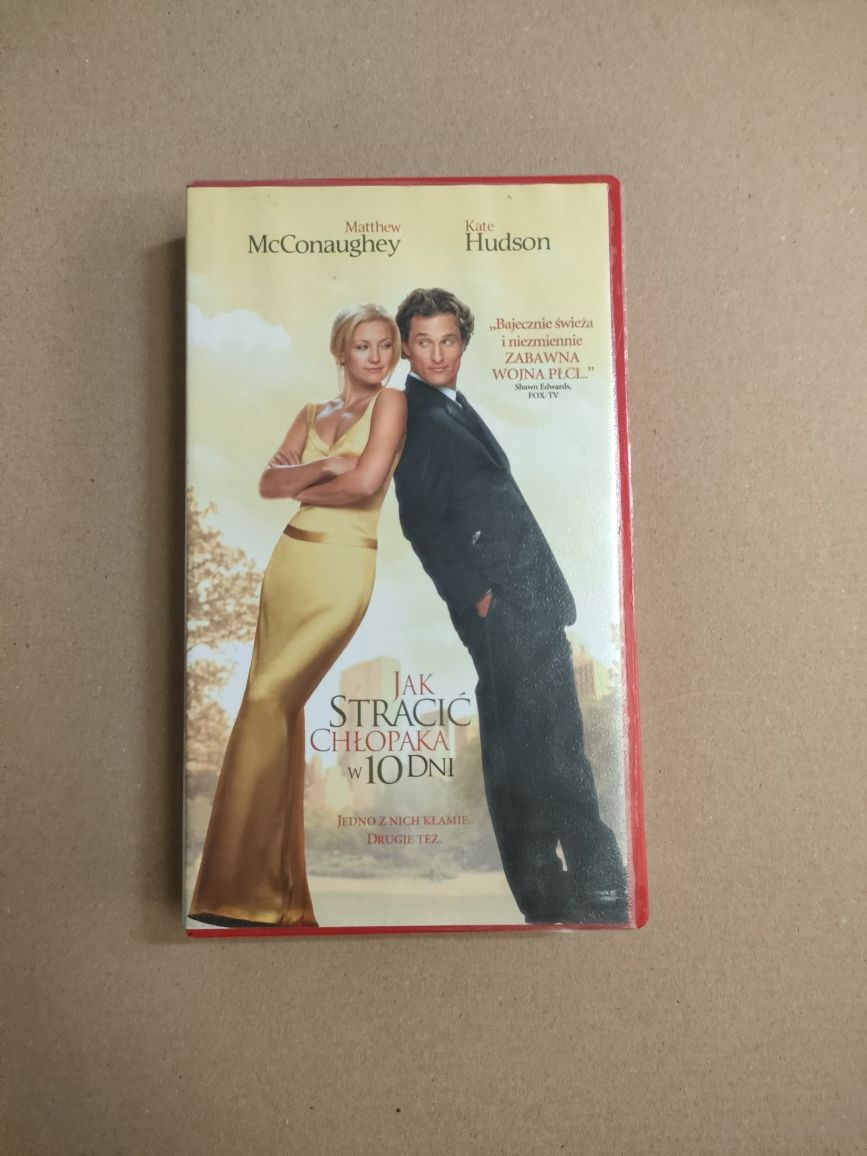 Matthew
McConaughey
Kate
Hudson
„Bajecznie świeża
i niezmiennie
ZABAWNA
WOJNA PŁCI...”
Shawn Edwards,
FOX-TV
JAK
STRACIĆ
CHŁOPAKA
W 10 DNI
JEDNO Z NICH KŁAMIE.
DRUGIE TEŻ.